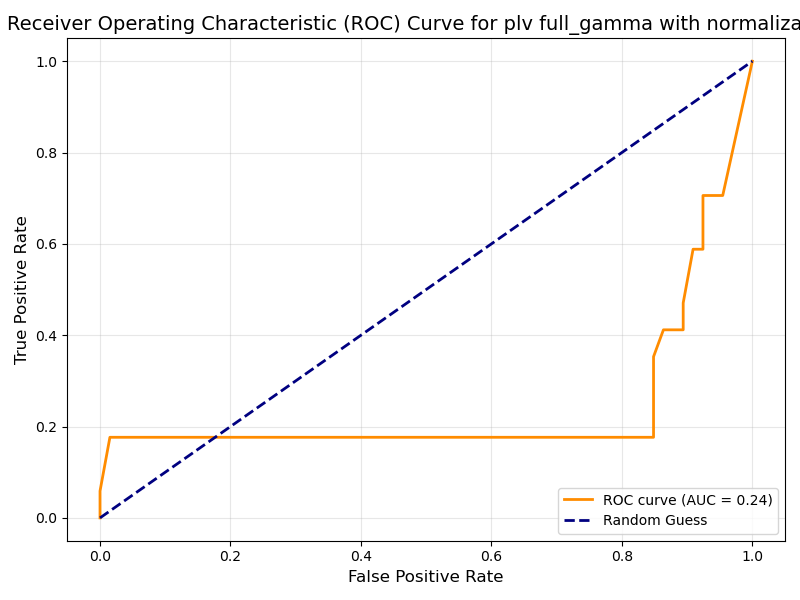 Receiver Operating Characteristic (ROC) Curve for plv full_gamma with normaliza
1.0
0.8
0.6
0.4
0.2
0.0
True Positive Rate
0.0 0.2 0.4 0.6 0.8 1.0
False Positive Rate
ROC curve (AUC = 0.24)
Random Guess